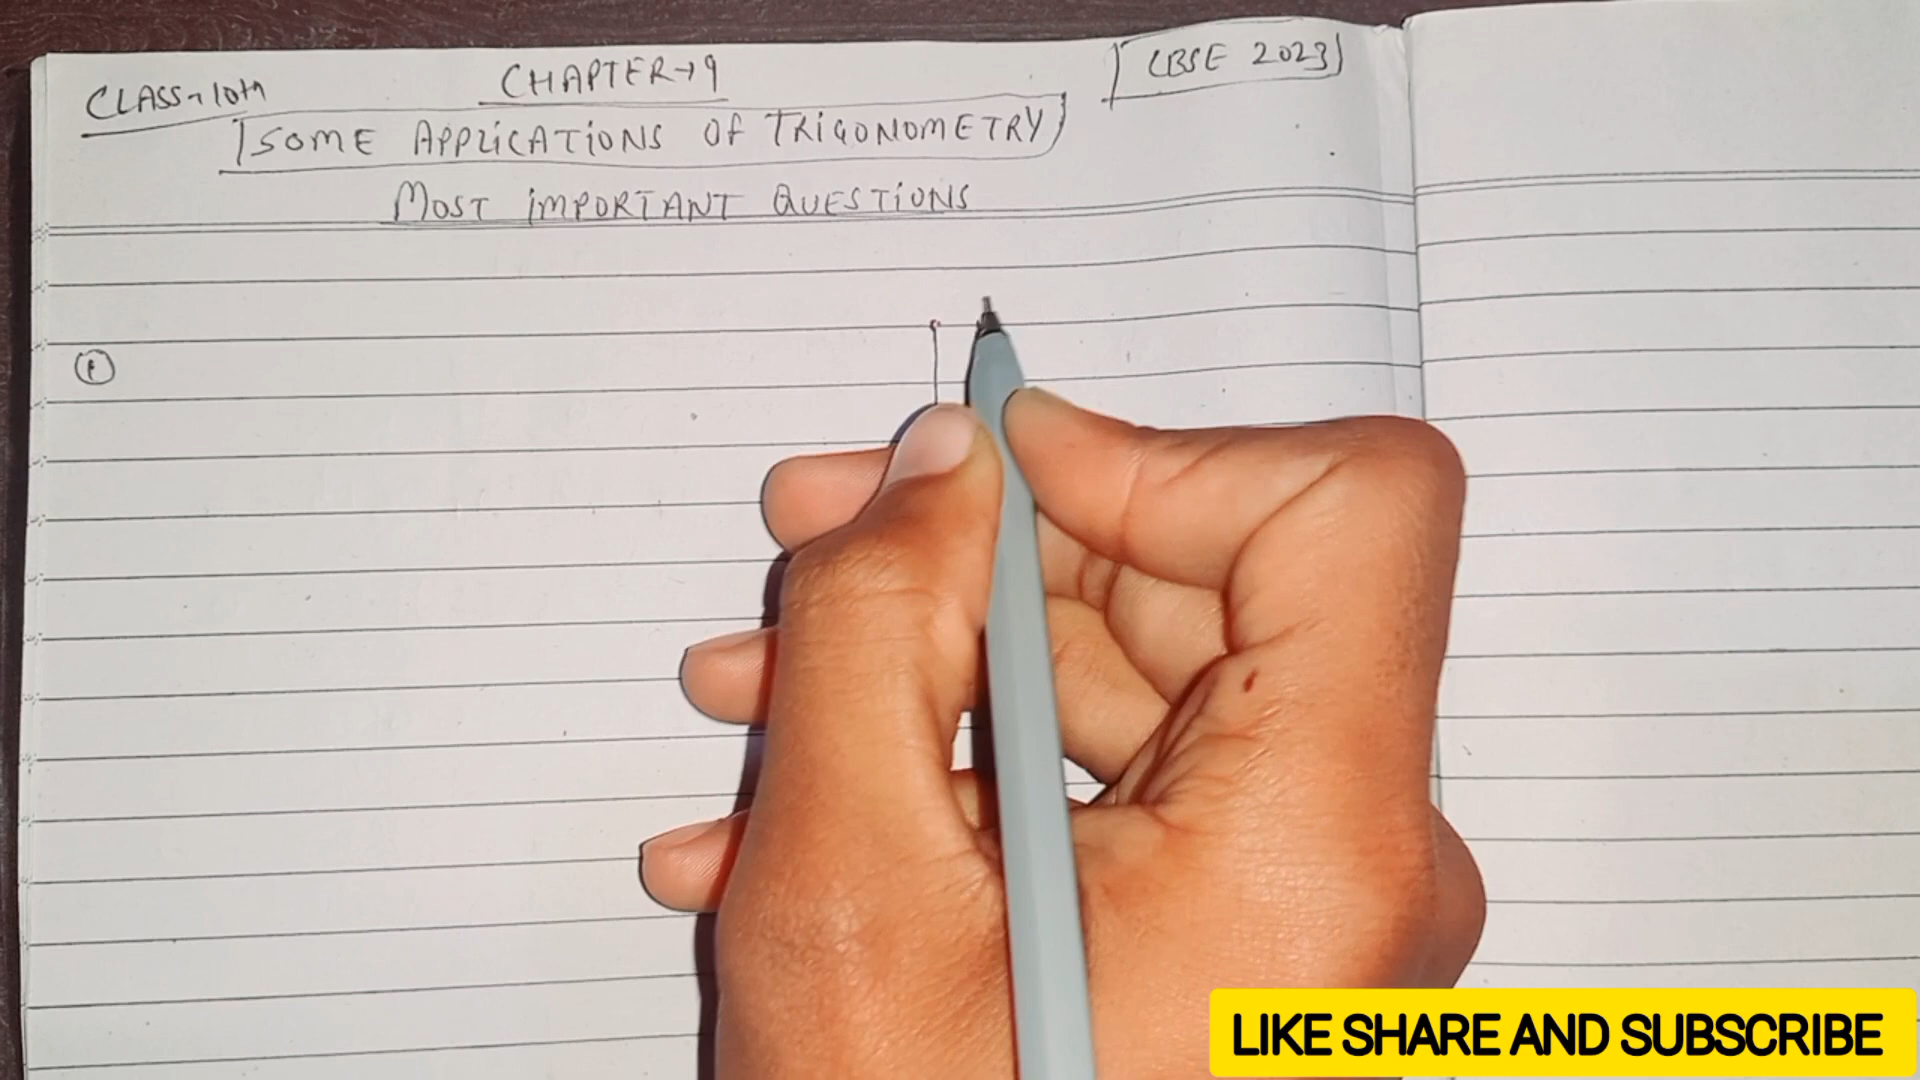 CLASS→10th
CHAPTER→9
[CBSE 2023]
SOME APPLICATIONS OF TRIGONOMETRY
MOST IMPORTANT QUESTIONS
①
LIKE SHARE AND SUBSCRIBE